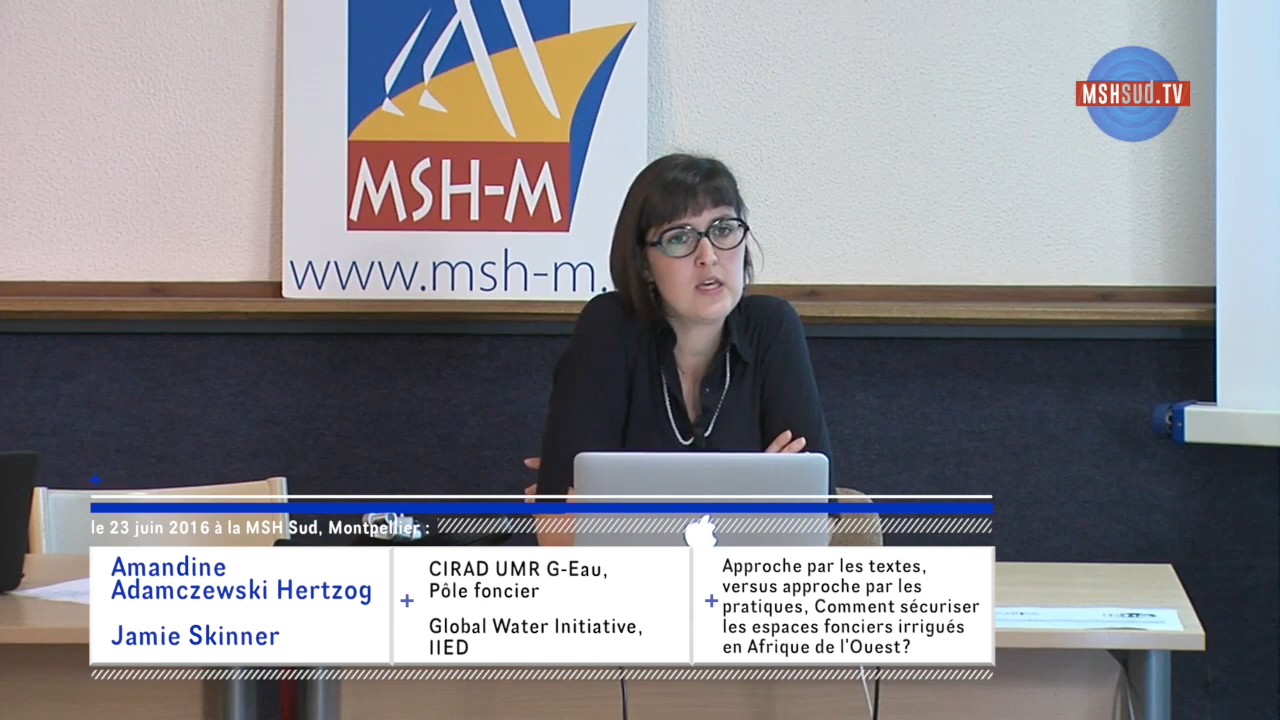 MSHSUD.TV
MSH-M
www.msh-m.
le 23 juin 2016 à la MSH Sud, Montpellier :
Amandine
Adamczewski Hertzog
Jamie Skinner
+
CIRAD UMR G-Eau,
Pôle foncier
Global Water Initiative,
IIED
+
Approche par les textes,
versus approche par les
pratiques, Comment sécuriser
les espaces fonciers irrigués
en Afrique de l'Ouest?